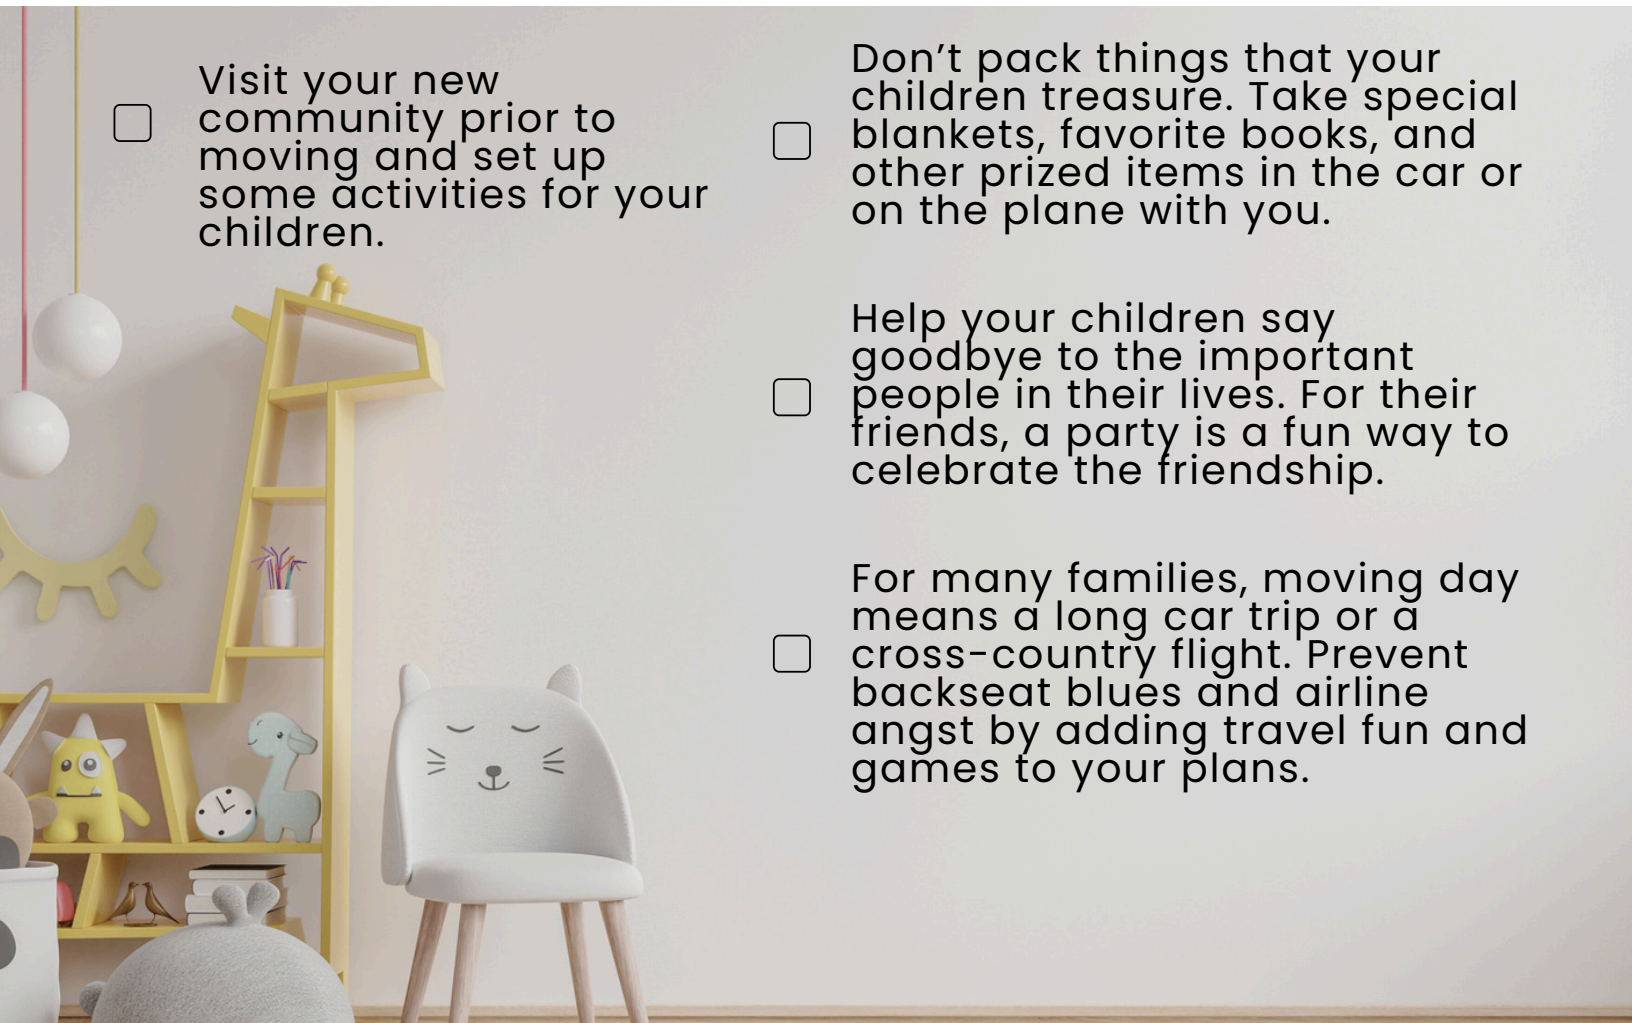 Visit your new
community prior to
moving and set up
some activities for your
children.
Don’t pack things that your
children treasure. Take special
blankets, favorite books, and
other prized items in the car or
on the plane with you.
Help your children say
goodbye to the important
people in their lives. For their
friends, a party is a fun way to
celebrate the friendship.
For many families, moving day
means a long car trip or a
cross-country flight. Prevent
backseat blues and airline
angst by adding travel fun and
games to your plans.